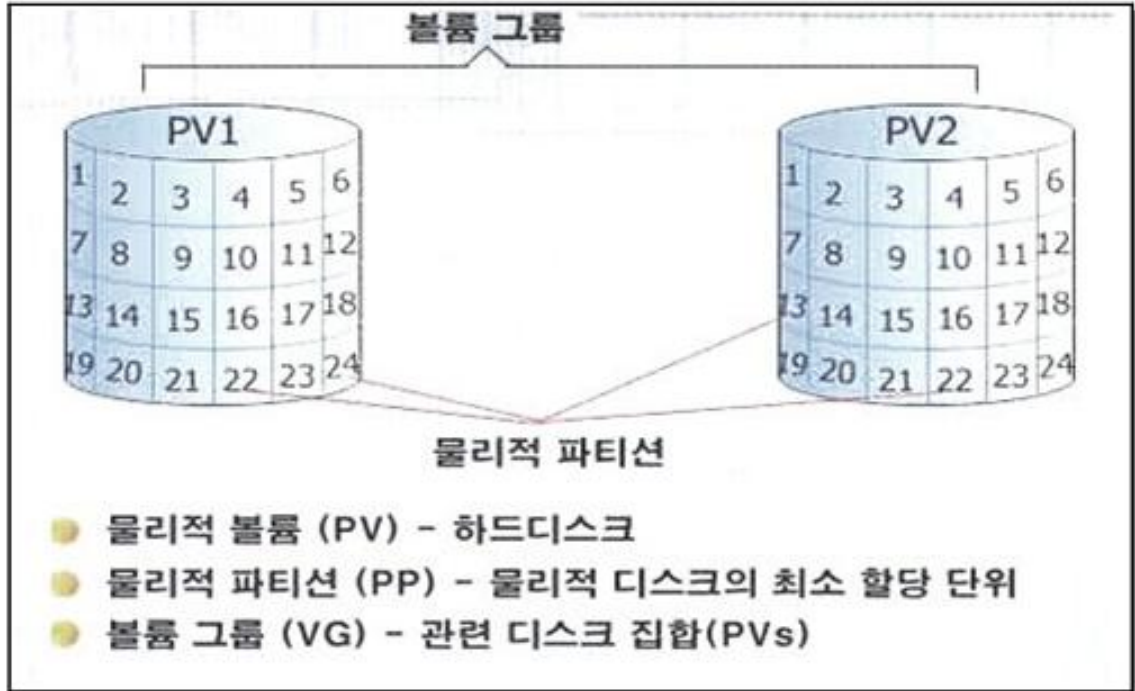 볼륨 그룹
PV1
PV2
1 2 3 4 5 6
7 8 9 10 11 12
13 14 15 16 17 18
19 20 21 22 23 24
1 2 3 4 5 6
7 8 9 10 11 12
13 14 15 16 17 18
19 20 21 22 23 24
물리적 파티션
물리적 볼륨 (PV) - 하드디스크
물리적 파티션 (PP) - 물리적 디스크의 최소 할당 단위
볼륨 그룹 (VG) - 관련 디스크 집합(PVs)